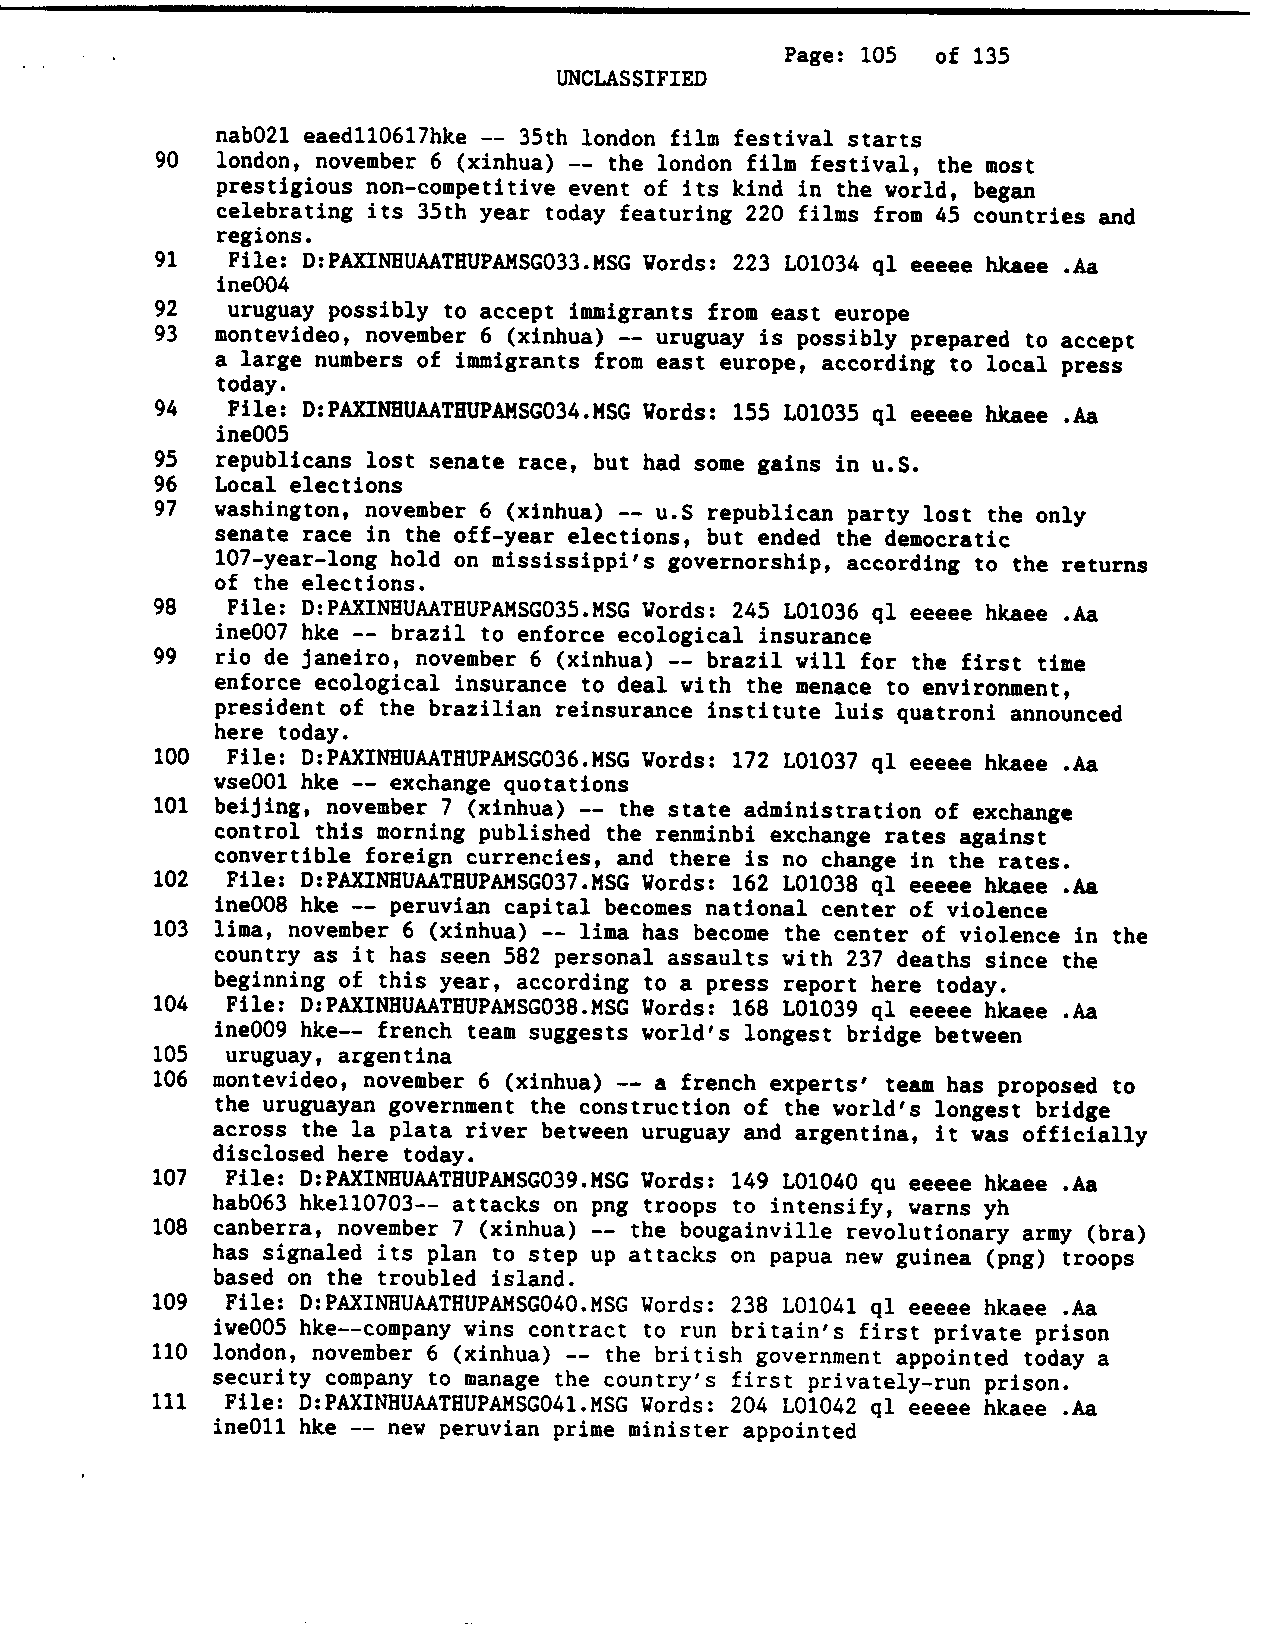 Page: 105 of 135
UNCLASSIFIED
nab021 eaed110617hke -- 35th london film festival starts
90 london, november 6 (xinhua) -- the london film festival, the most
prestigious non-competitive event of its kind in the world, began
celebrating its 35th year today featuring 220 films from 45 countries and
regions.
91 File: D:PAXINHUAATHUPAMSG033.MSG Words: 223 LO1034 ql eeeee hkaee .Aa
ine004
92 uruguay possibly to accept immigrants from east europe
93 montevideo, november 6 (xinhua) -- uruguay is possibly prepared to accept
a large numbers of immigrants from east europe, according to local press
today.
94 File: D:PAXINHUAATHUPAMSG034.MSG Words: 155 LO1035 ql eeeee hkaee .Aa
ine005
95 republicans lost senate race, but had some gains in u.S.
96 Local elections
97 washington, november 6 (xinhua) -- u.S republican party lost the only
senate race in the off-year elections, but ended the democratic
107-year-long hold on mississippi's governorship, according to the returns
of the elections.
98 File: D:PAXINHUAATHUPAMSG035.MSG Words: 245 LO1036 ql eeeee hkaee .Aa
ine007 hke -- brazil to enforce ecological insurance
99 rio de janeiro, november 6 (xinhua) -- brazil will for the first time
enforce ecological insurance to deal with the menace to environment,
president of the brazilian reinsurance institute luis quatroni announced
here today.
100 File: D:PAXINHUAATHUPAMSG036.MSG Words: 172 LO1037 ql eeeee hkaee .Aa
wse001 hke -- exchange quotations
101 beijing, november 7 (xinhua) -- the state administration of exchange
control this morning published the renminbi exchange rates against
convertible foreign currencies, and there is no change in the rates.
102 File: D:PAXINHUAATHUPAMSG037.MSG Words: 162 LO1038 ql eeeee hkaee .Aa
ine008 hke -- peruvian capital becomes national center of violence
103 lima, november 6 (xinhua) -- lima has become the center of violence in the
country as it has seen 582 personal assaults with 237 deaths since the
beginning of this year, according to a press report here today.
104 File: D:PAXINHUAATHUPAMSG038.MSG Words: 168 LO1039 ql eeeee hkaee .Aa
ine009 hke-- french team suggests world's longest bridge between
105 uruguay, argentina
106 montevideo, november 6 (xinhua) -- a french experts' team has proposed to
the uruguayan government the construction of the world's longest bridge
across the la plata river between uruguay and argentina, it was officially
disclosed here today.
107 File: D:PAXINHUAATHUPAMSG039.MSG Words: 149 LO1040 qu eeeee hkaee .Aa
hab063 hke110703-- attacks on png troops to intensify, warns yh
108 canberra, november 7 (xinhua) -- the bougainville revolutionary army (bra)
has signaled its plan to step up attacks on papua new guinea (png) troops
based on the troubled island.
109 File: D:PAXINHUAATHUPAMSG040.MSG Words: 238 LO1041 ql eeeee hkaee .Aa
iwe005 hke--company wins contract to run britain's first private prison
110 london, november 6 (xinhua) -- the british government appointed today a
security company to manage the country's first privately-run prison.
111 File: D:PAXINHUAATHUPAMSG041.MSG Words: 204 LO1042 ql eeeee hkaee .Aa
ine011 hke -- new peruvian prime minister appointed